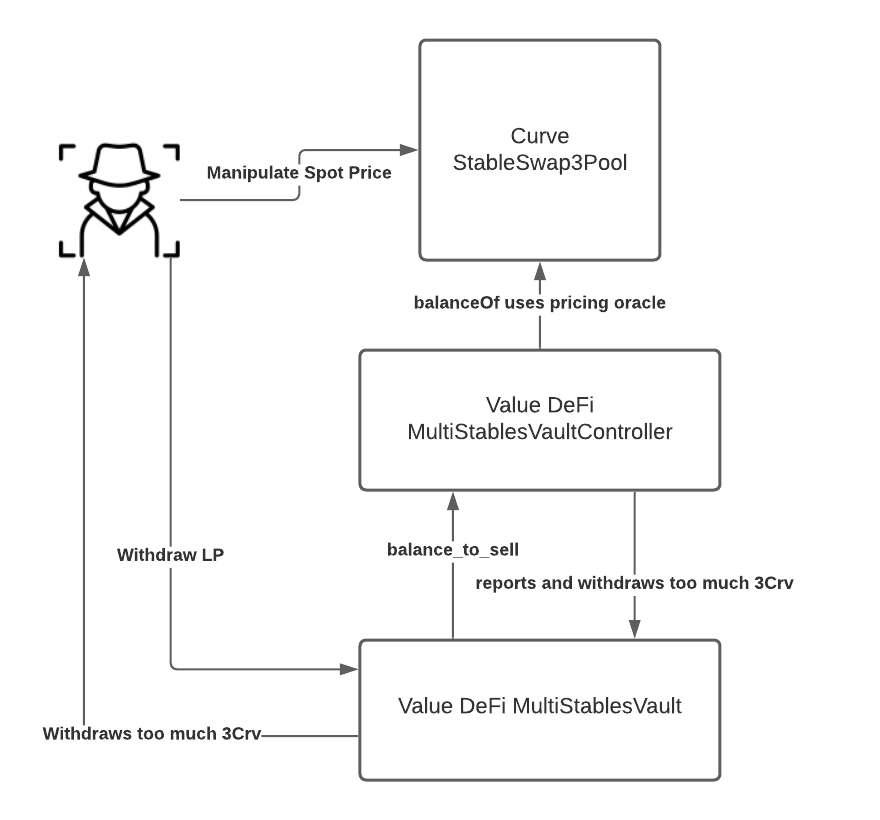 Curve
StableSwap3Pool
Manipulate Spot Price
balanceOf uses pricing oracle
Value DeFi
MultiStablesVaultController
balance_to_sell
Withdraw LP
reports and withdraws too much 3Crv
Value DeFi MultiStablesVault
Withdraws too much 3Crv